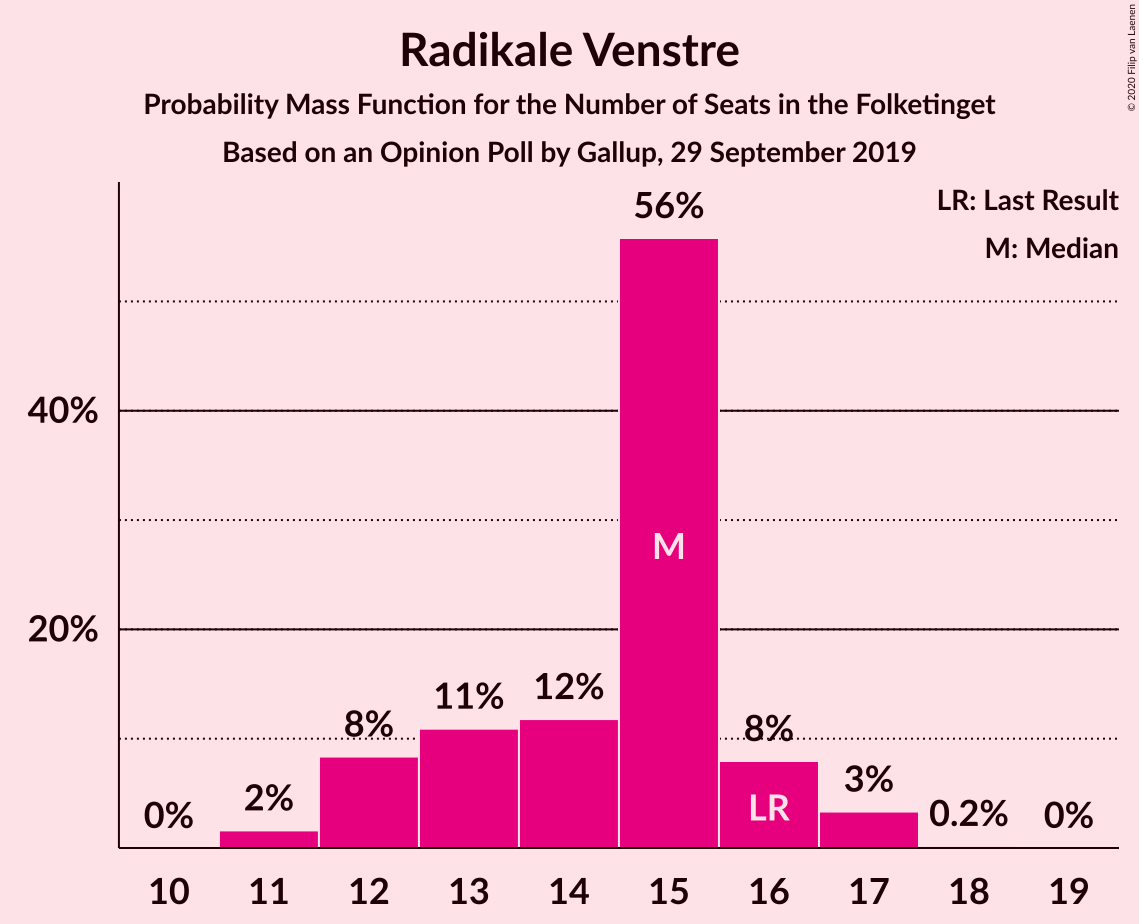 Radikale Venstre
Probability Mass Function for the Number of Seats in the Folketinget
Based on an Opinion Poll by Gallup, 29 September 2019
© 2020 Filip van Laenen
LR: Last Result
M: Median
56%
40%
M
20%
12%
11%
8%
8%
3%
2%
LR
0%
0.2%
0%
10 11 12 13 14 15 16 17 18 19